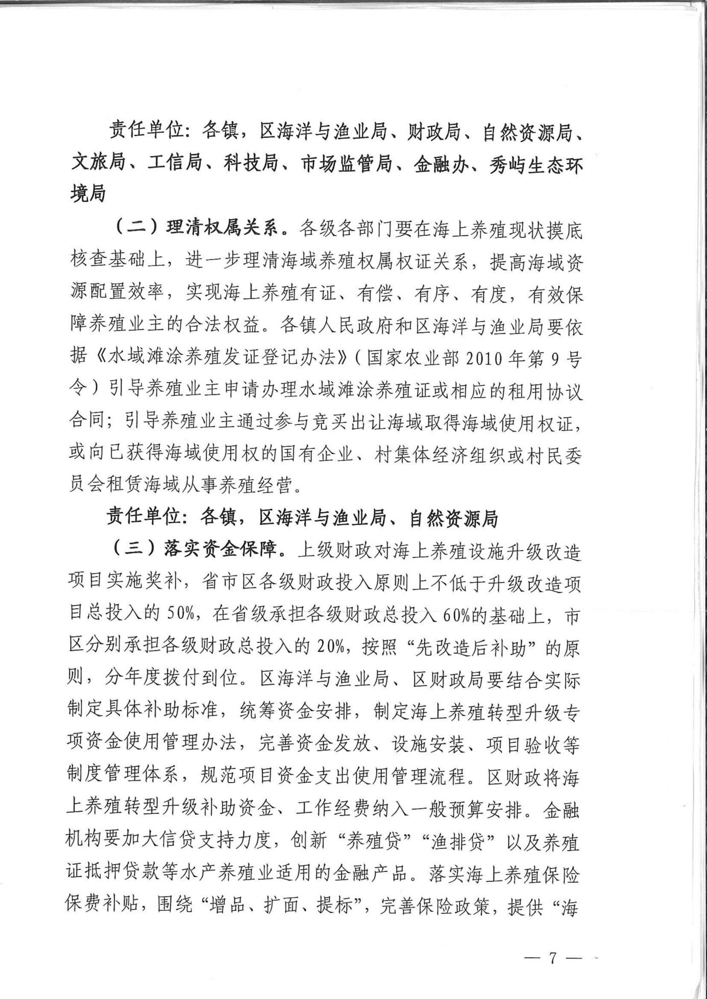 责任单位：各镇，区海洋与渔业局、财政局、自然资源局、
文旅局、工信局、科技局、市场监管局、金融办、秀屿生态环
境局
（二）理清权属关系。各级各部门要在海上养殖现状摸底
核查基础上，进一步理清海域养殖权属权证关系，提高海域资
源配置效率，实现海上养殖有证、有偿、有序、有度，有效保
障养殖业主的合法权益。各镇人民政府和区海洋与渔业局要依
据《水域滩涂养殖发证登记办法》（国家农业部 2010 年第 9 号
令）引导养殖业主申请办理水域滩涂养殖证或相应的租用协议
合同；引导养殖业主通过参与竞买出让海域取得海域使用权证，
或向已获得海域使用权的国有企业、村集体经济组织或村民委
员会租赁海域从事养殖经营。
责任单位：各镇，区海洋与渔业局、自然资源局
（三）落实资金保障。上级财政对海上养殖设施升级改造
项目实施奖补，省市区各级财政投入原则上不低于升级改造项
目总投入的 50%，在省级承担各级财政总投入 60%的基础上，市
区分别承担各级财政总投入的 20%，按照“先改造后补助”的原
则，分年度拨付到位。区海洋与渔业局、区财政局要结合实际
制定具体补助标准，统筹资金安排，制定海上养殖转型升级专
项资金使用管理办法，完善资金发放、设施安装、项目验收等
制度管理体系，规范项目资金支出使用管理流程。区财政将海
上养殖转型升级补助资金、工作经费纳入一般预算安排。金融
机构要加大信贷支持力度，创新“养殖贷”“渔排贷”以及养殖
证抵押贷款等水产养殖业适用的金融产品。落实海上养殖保险
保费补贴，围绕“增品、扩面、提标”，完善保险政策，提供“海
— 7 —